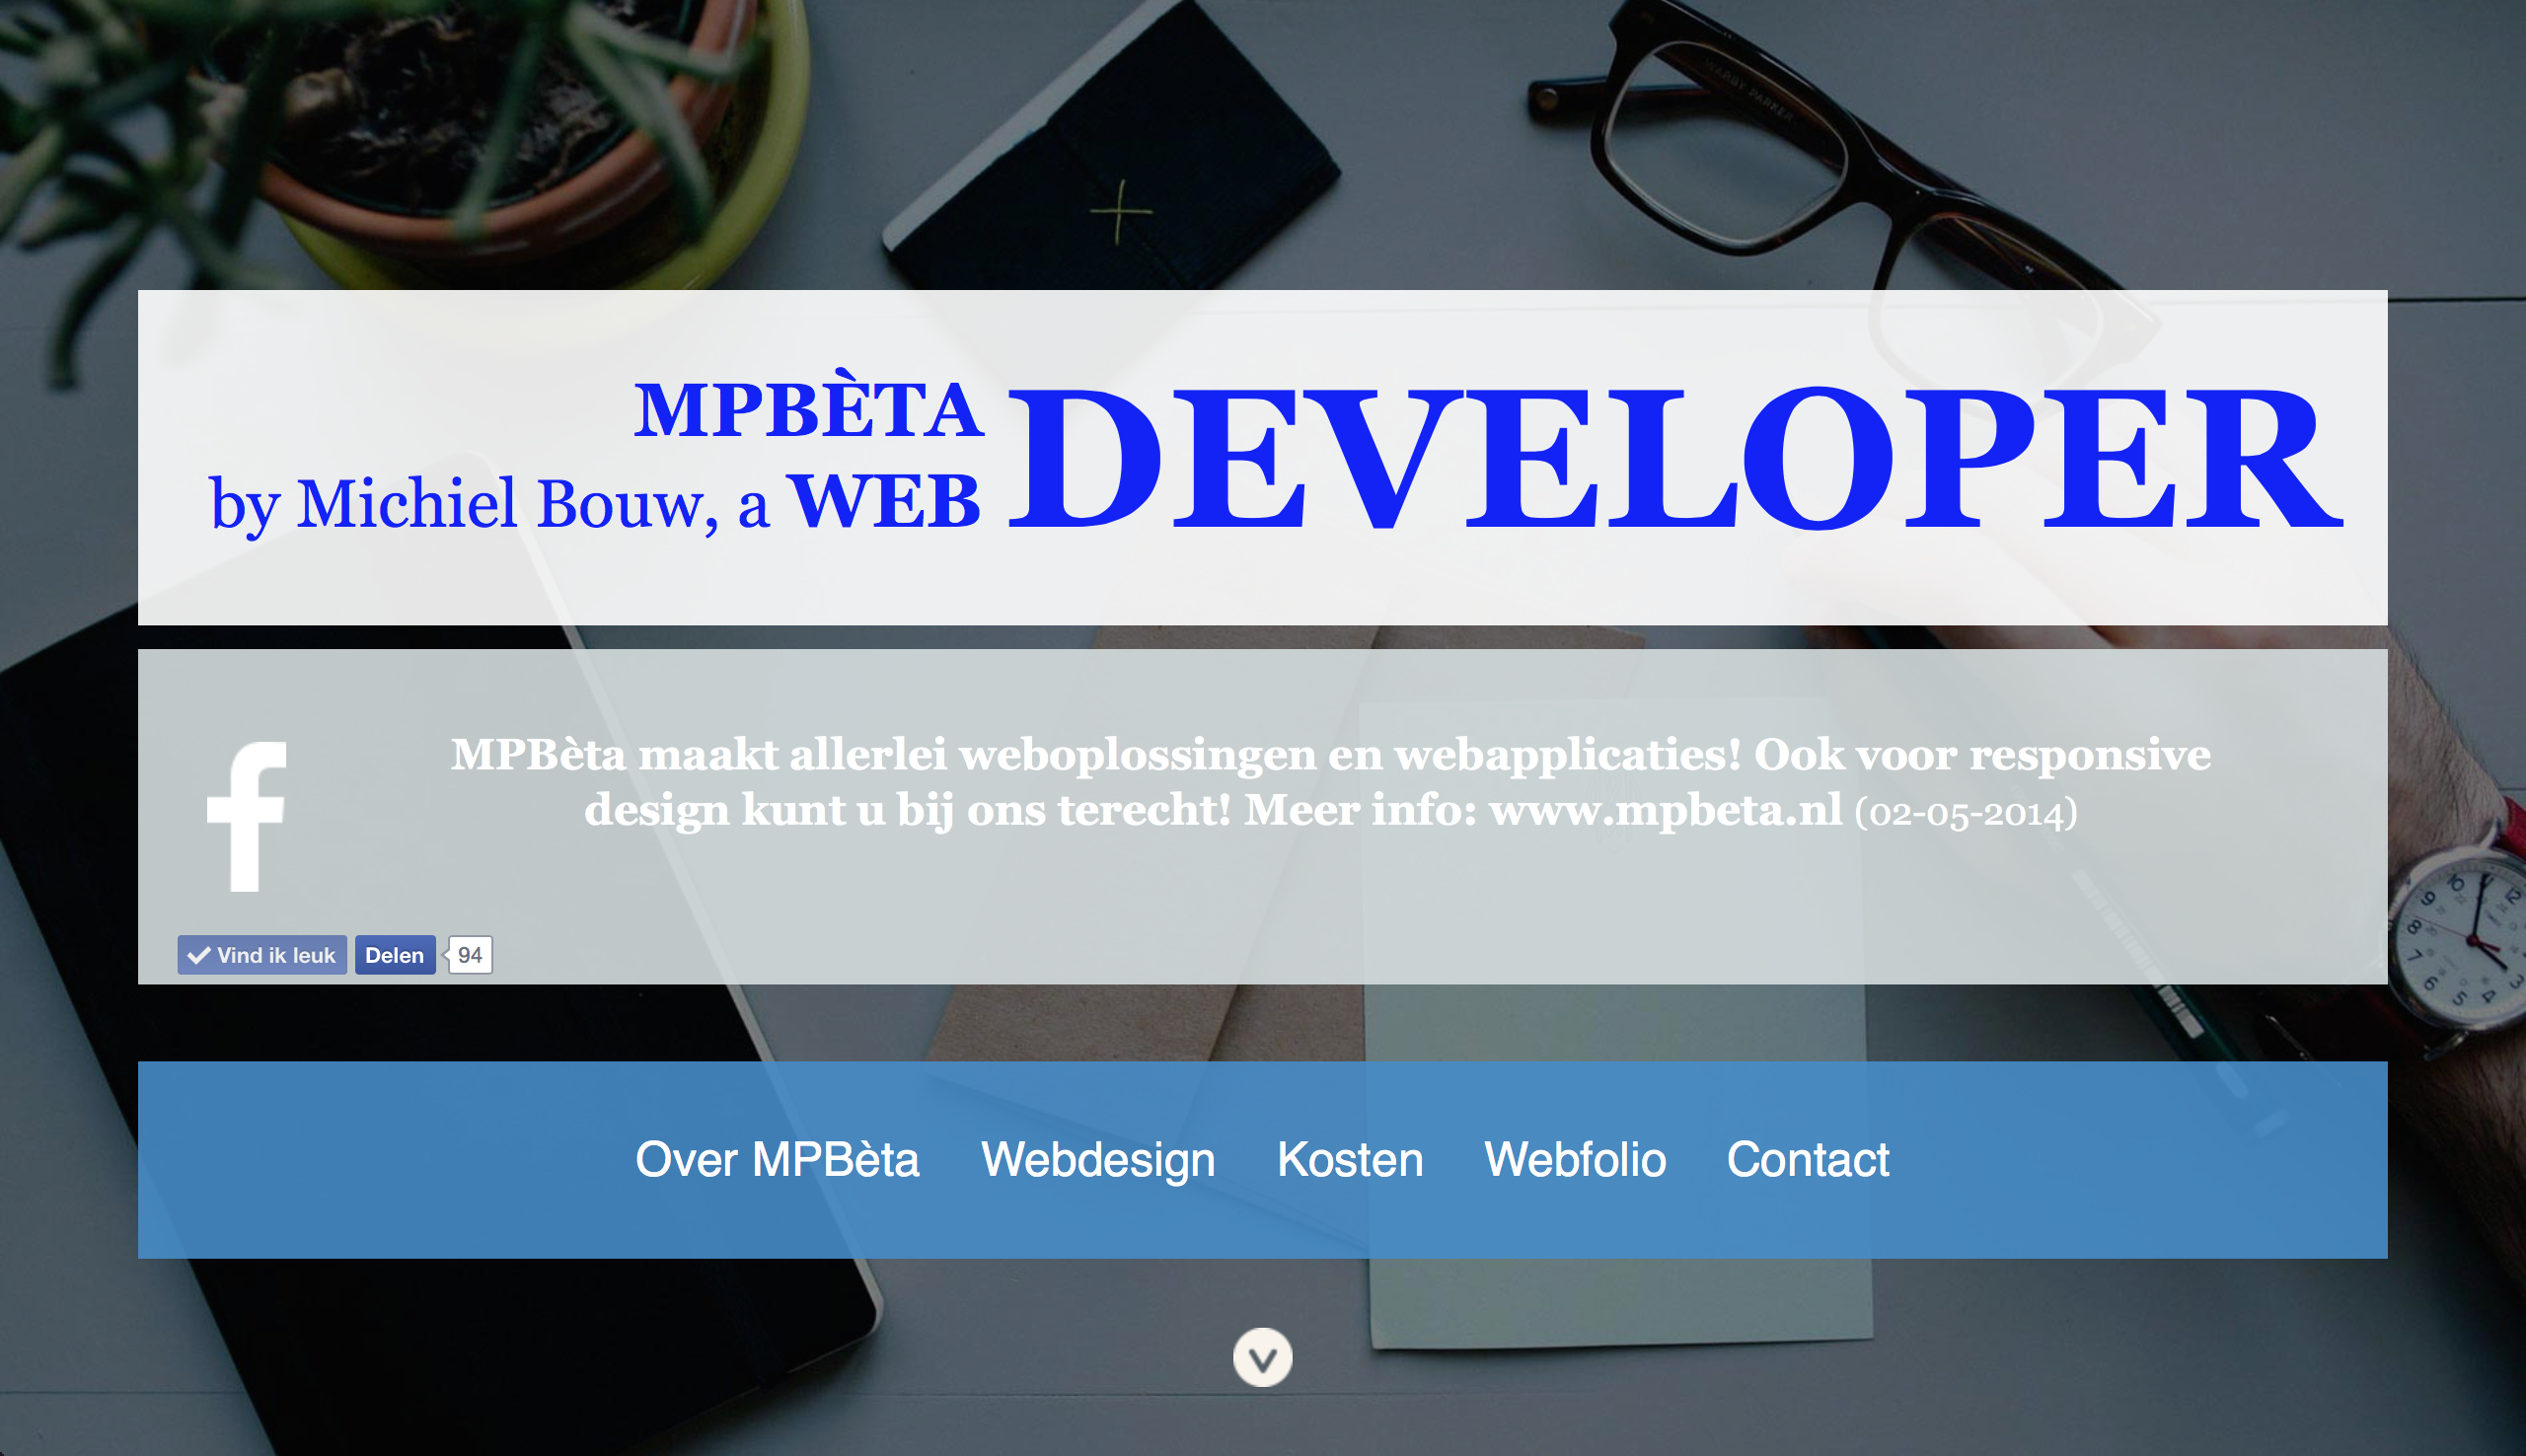 WARBY PARKER
MPBÈTA
by Michiel Bouw, a WEB DEVELOPER
MPBèta maakt allerlei weboplossingen en webapplicaties! Ook voor responsive
design kunt u bij ons terecht! Meer info: www.mpbeta.nl (02-05-2014)
f
Vind ik leuk Delen 94
Over MPBèta Webdesign Kosten Webfolio Contact